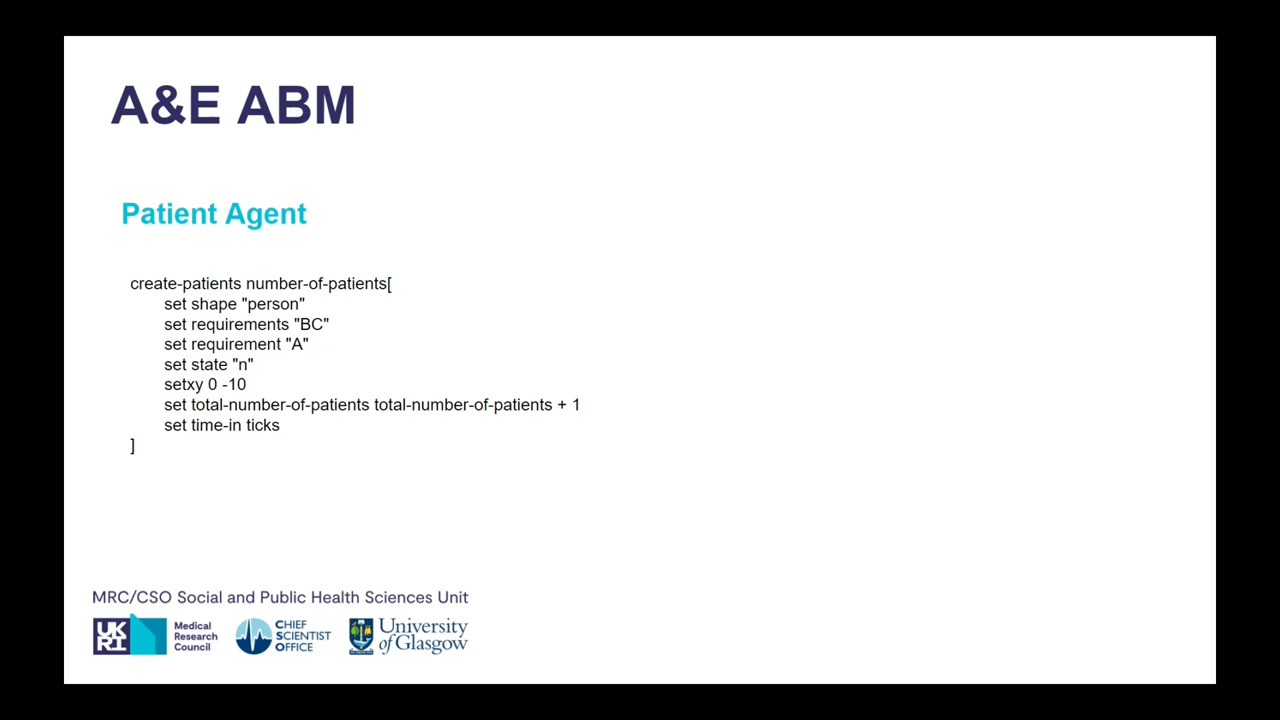 A&E ABM
Patient Agent
create-patients number-of-patients[
set shape "person"
set requirements "BC"
set requirement "A"
set state "n"
setxy 0 -10
set total-number-of-patients total-number-of-patients + 1
set time-in ticks
]
MRC/CSO Social and Public Health Sciences Unit
UK
RI
Medical
Research
Council
CHIEF
SCIENTIST
OFFICE
University
of Glasgow